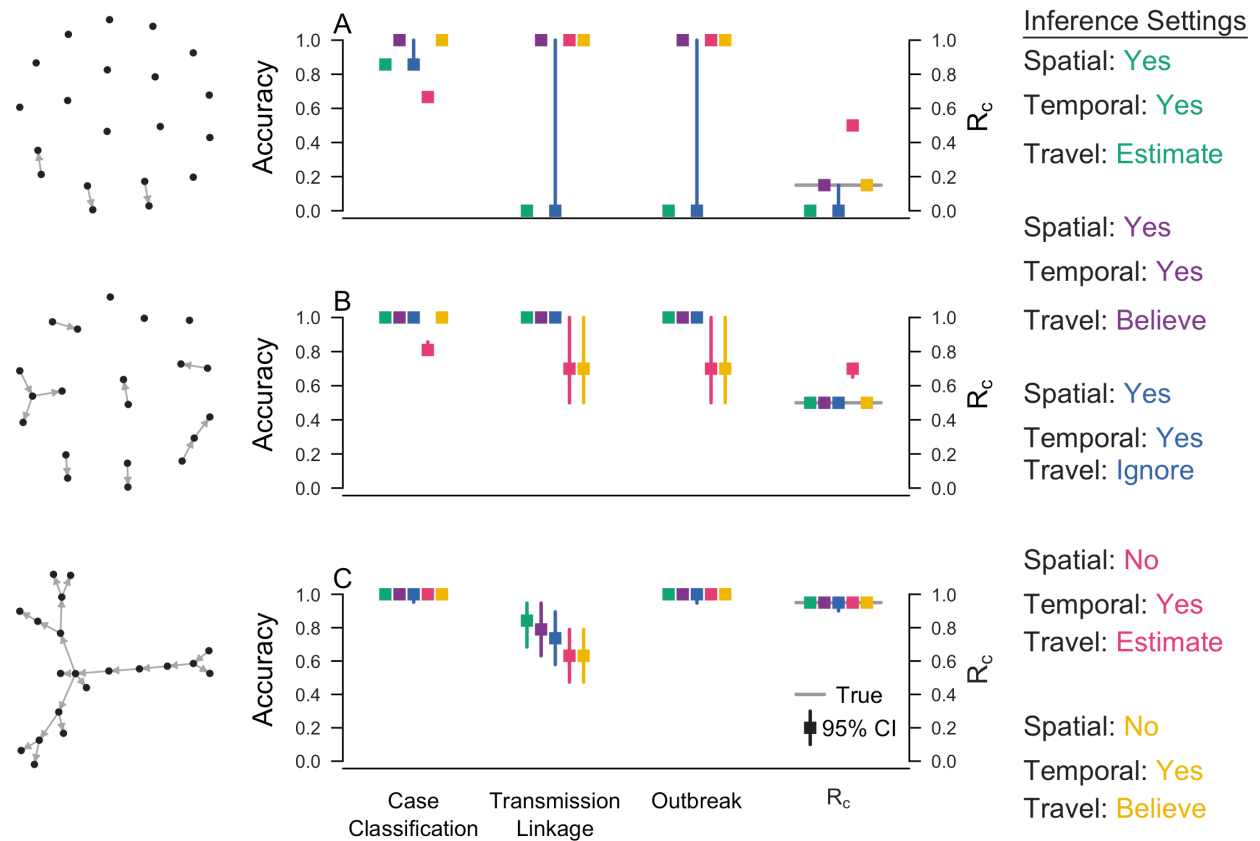 A
Accuracy
1.0
0.8
0.6
0.4
0.2
0.0
1.0
0.8
0.6
0.4
0.2
0.0
Rc
B
Accuracy
1.0
0.8
0.6
0.4
0.2
0.0
1.0
0.8
0.6
0.4
0.2
0.0
Rc
C
Accuracy
1.0
0.8
0.6
0.4
0.2
0.0
True
95% CI
1.0
0.8
0.6
0.4
0.2
0.0
Rc
Case
Classification
Transmission
Linkage
Outbreak
Rc
Inference Settings
Spatial: Yes
Temporal: Yes
Travel: Estimate
Spatial: Yes
Temporal: Yes
Travel: Believe
Spatial: Yes
Temporal: Yes
Travel: Ignore
Spatial: No
Temporal: Yes
Travel: Estimate
Spatial: No
Temporal: Yes
Travel: Believe